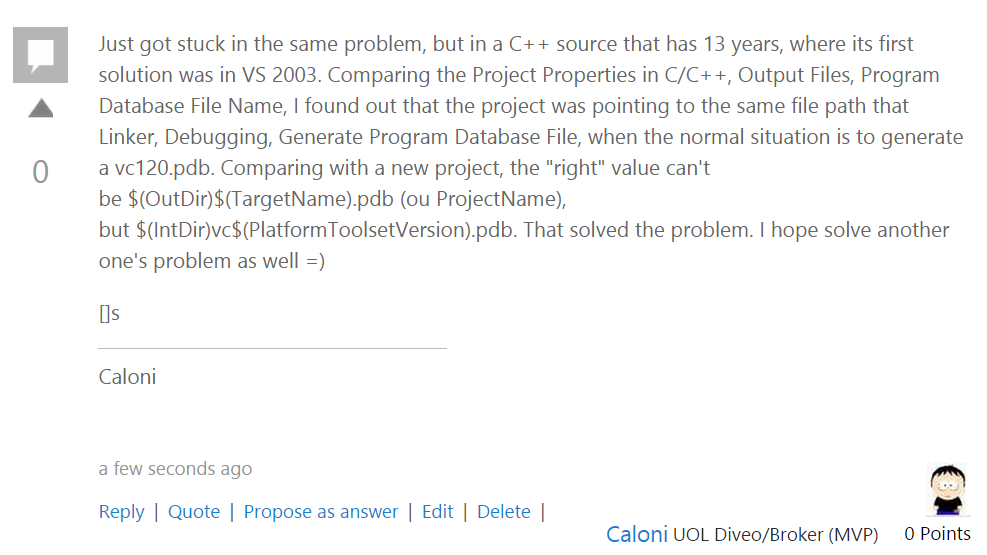 Just got stuck in the same problem, but in a C++ source that has 13 years, where its first
solution was in VS 2003. Comparing the Project Properties in C/C++, Output Files, Program
Database File Name, I found out that the project was pointing to the same file path that
Linker, Debugging, Generate Program Database File, when the normal situation is to generate
a vc120.pdb. Comparing with a new project, the "right" value can't
be $(OutDir)$(TargetName).pdb (ou ProjectName),
but $(IntDir)vc$(PlatformToolsetVersion).pdb. That solved the problem. I hope solve another
one's problem as well =)
0
[]s
Caloni
a few seconds ago
Reply | Quote | Propose as answer | Edit | Delete |
Caloni UOL Diveo/Broker (MVP) 0 Points